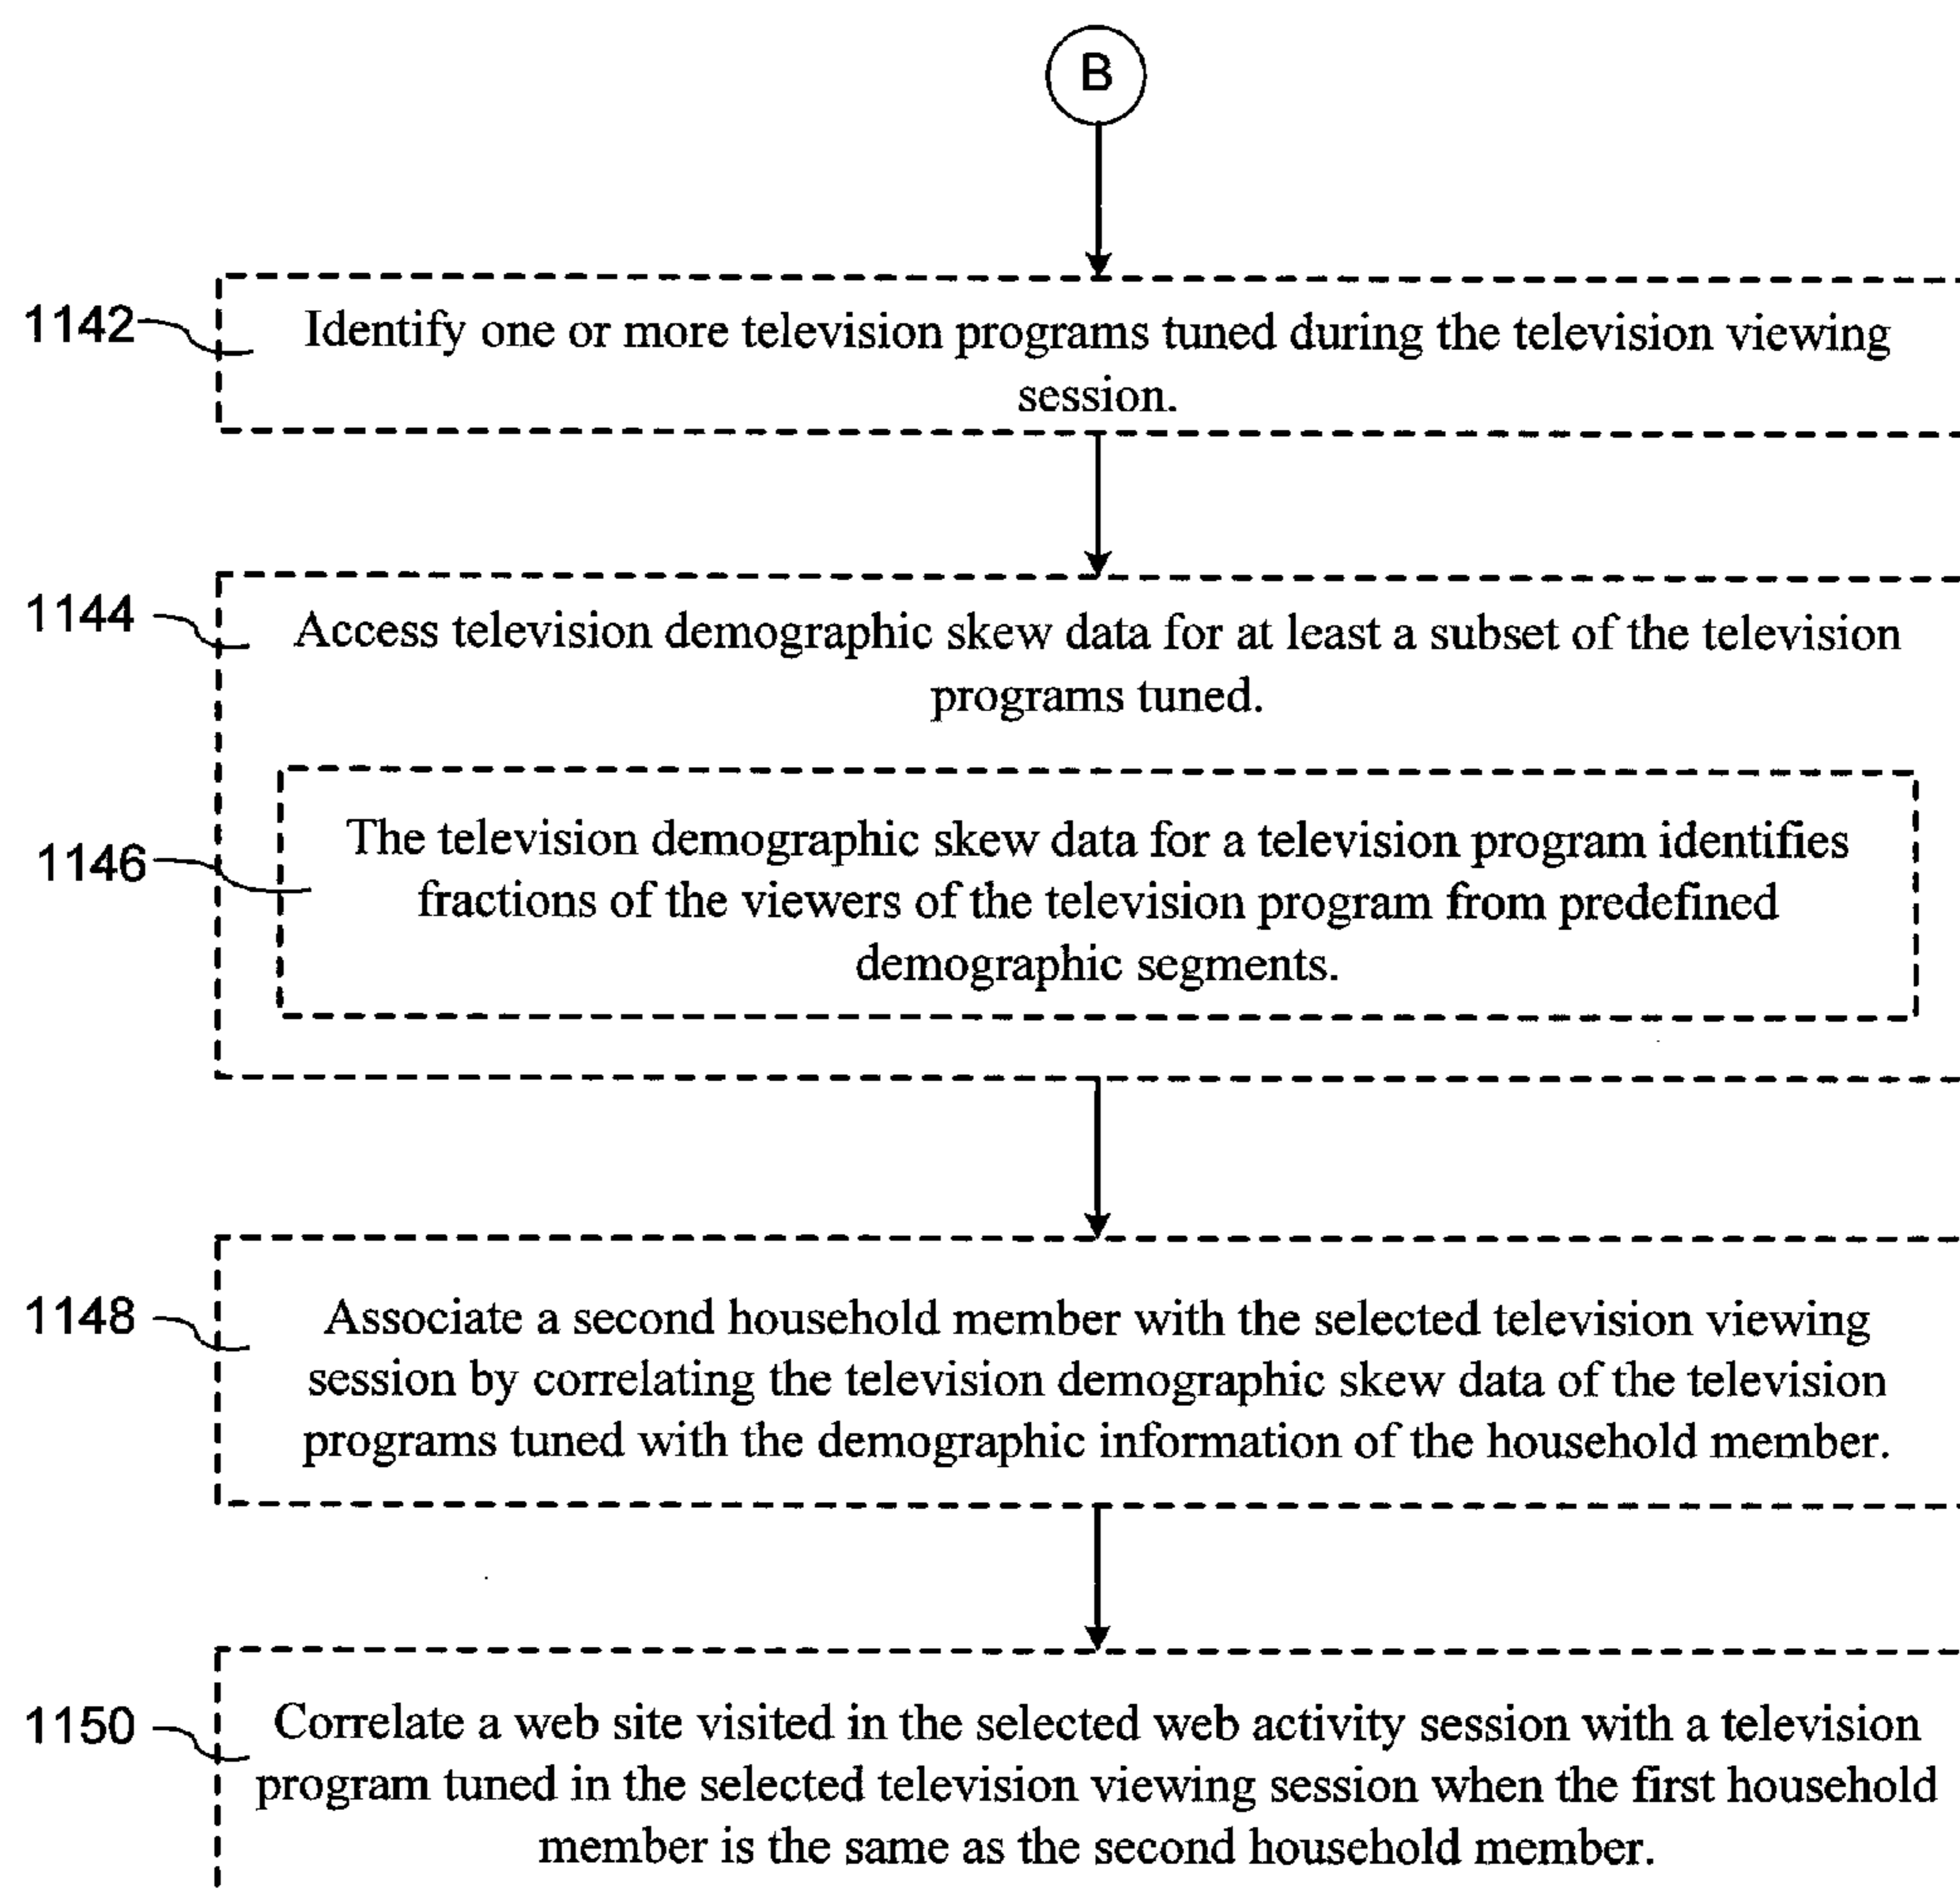 B
1142
Identify one or more television programs tuned during the television viewing
session.
1144
Access television demographic skew data for at least a subset of the television
programs tuned.
1146
The television demographic skew data for a television program identifies
fractions of the viewers of the television program from predefined
demographic segments.
1148
Associate a second household member with the selected television viewing
session by correlating the television demographic skew data of the television
programs tuned with the demographic information of the household member.
1150
Correlate a web site visited in the selected web activity session with a television
program tuned in the selected television viewing session when the first household
member is the same as the second household member.